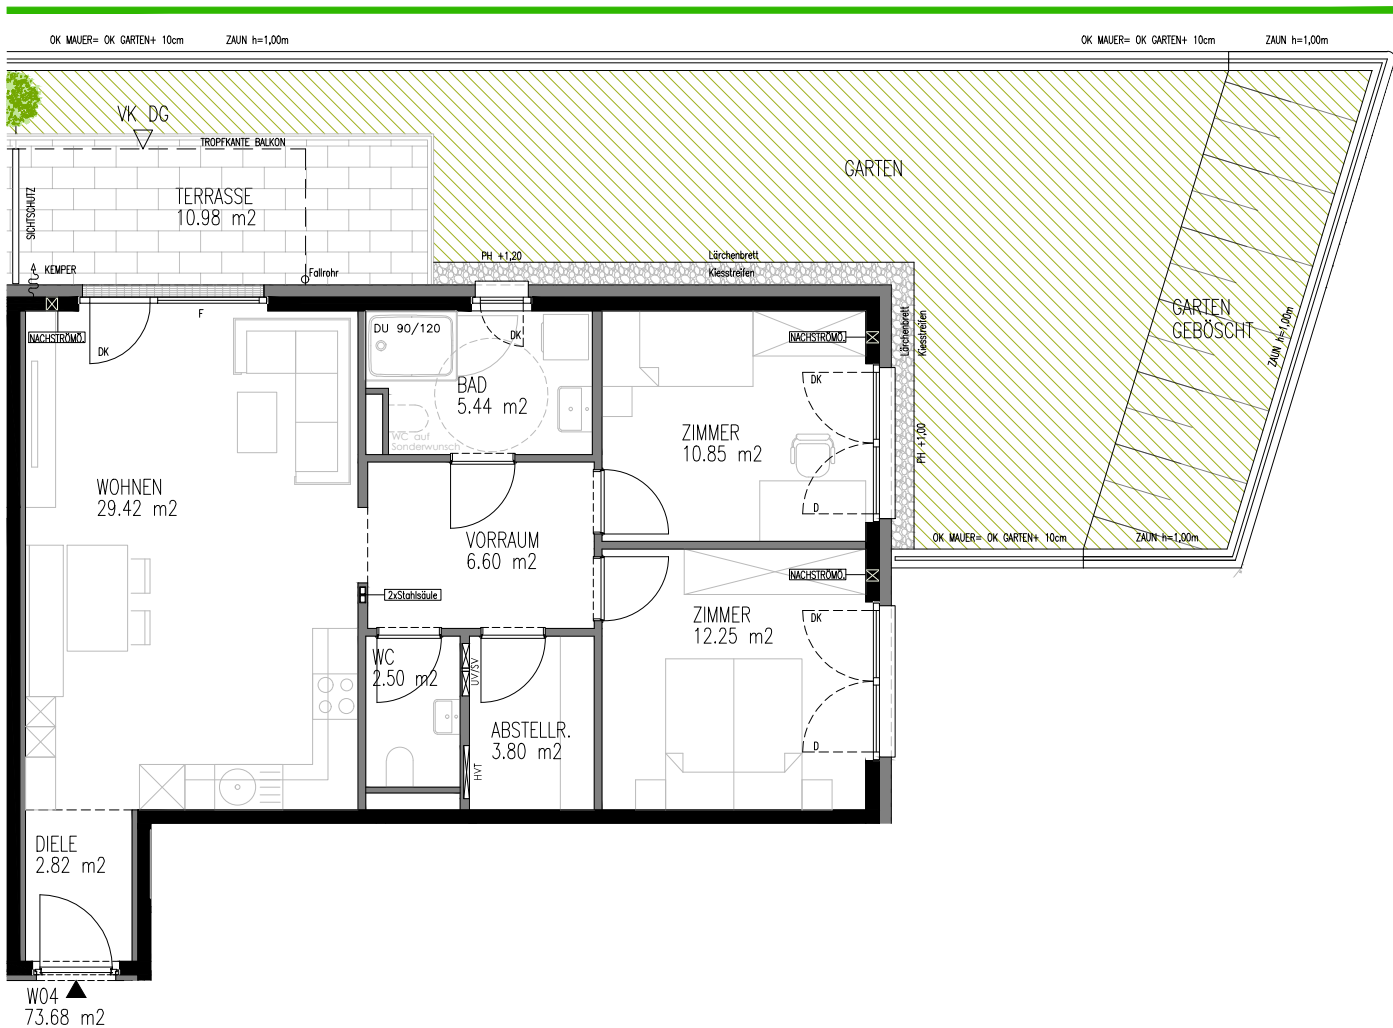 OK MAUER= OK GARTEN+ 10cm
ZAUN h=1,00m
OK MAUER= OK GARTEN+ 10cm
ZAUN h=1,00m
VK DG
TROPFKANTE BALKON
TERRASSE
10.98 m2
SICHTSCHUTZ
KEMPER
Fallrohr
GARTEN
PH +1,20
Lärchenbrett
Kiesstreifen
GARTEN
GEBÖSCHT
ZAUN h=1,00m
Lärchenbrett
Kiesstreifen
PH +1,00
OK MAUER= OK GARTEN+ 10cm
ZAUN h=1,00m
NACHSTRÖMÖ.
DK
F
DU 90/120
DK
BAD
5.44 m2
WC auf
Sonderwunsch
NACHSTRÖMÖ.
DK
ZIMMER
10.85 m2
D
WOHNEN
29.42 m2
VORRAUM
6.60 m2
2xStahlsäule
NACHSTRÖMÖ.
ZIMMER
12.25 m2
DK
D
WC
2.50 m2
UV/SV
ABSTELLR.
3.80 m2
HVT
DIELE
2.82 m2
W04
73.68 m2